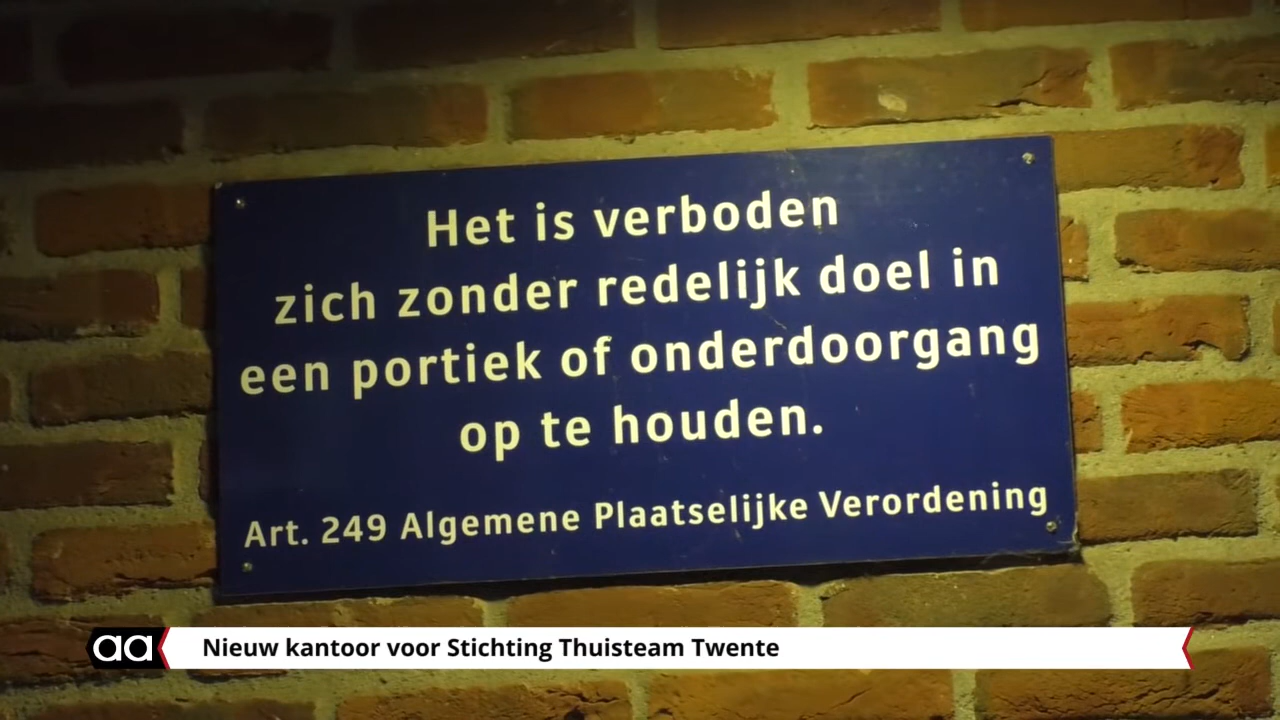 Het is verboden
zich zonder redelijk doel in
een portiek of onderdoorgang
op te houden.
Art. 249 Algemene Plaatselijke Verordening
aa Nieuw kantoor voor Stichting Thuisteam Twente